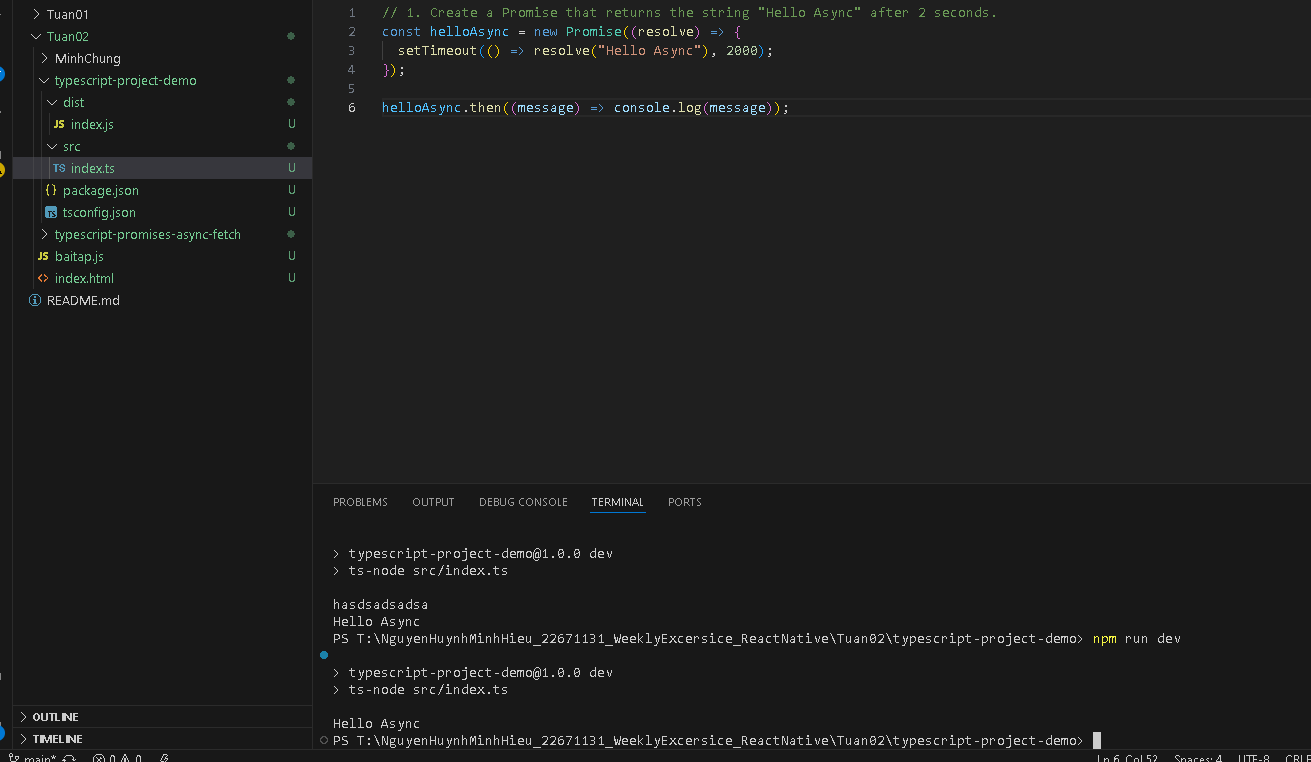 Tuan01
Tuan02
MinhChung
typescript-project-demo
dist
JS index.js U
src
TS index.ts U
{} package.json U
TS tsconfig.json U
typescript-promises-async-fetch
JS baitap.js U
<> index.html U
README.md
OUTLINE
TIMELINE
1 // 1. Create a Promise that returns the string "Hello Async" after 2 seconds.
2 const helloAsync = new Promise((resolve) => {
3 setTimeout(() => resolve("Hello Async"), 2000);
4 });
5
6 helloAsync.then((message) => console.log(message));
PROBLEMS OUTPUT DEBUG CONSOLE TERMINAL PORTS
> typescript-project-demo@1.0.0 dev
> ts-node src/index.ts
hasdsadsadsa
Hello Async
PS T:\NguyenHuynhMinhHieu_22671131_WeeklyExcersice_ReactNative\Tuan02\typescript-project-demo> npm run dev
> typescript-project-demo@1.0.0 dev
> ts-node src/index.ts
Hello Async
PS T:\NguyenHuynhMinhHieu_22671131_WeeklyExcersice_ReactNative\Tuan02\typescript-project-demo>
main* 0 0 Ln 6, Col 52 Spaces: 4 UTF-8 CRLF